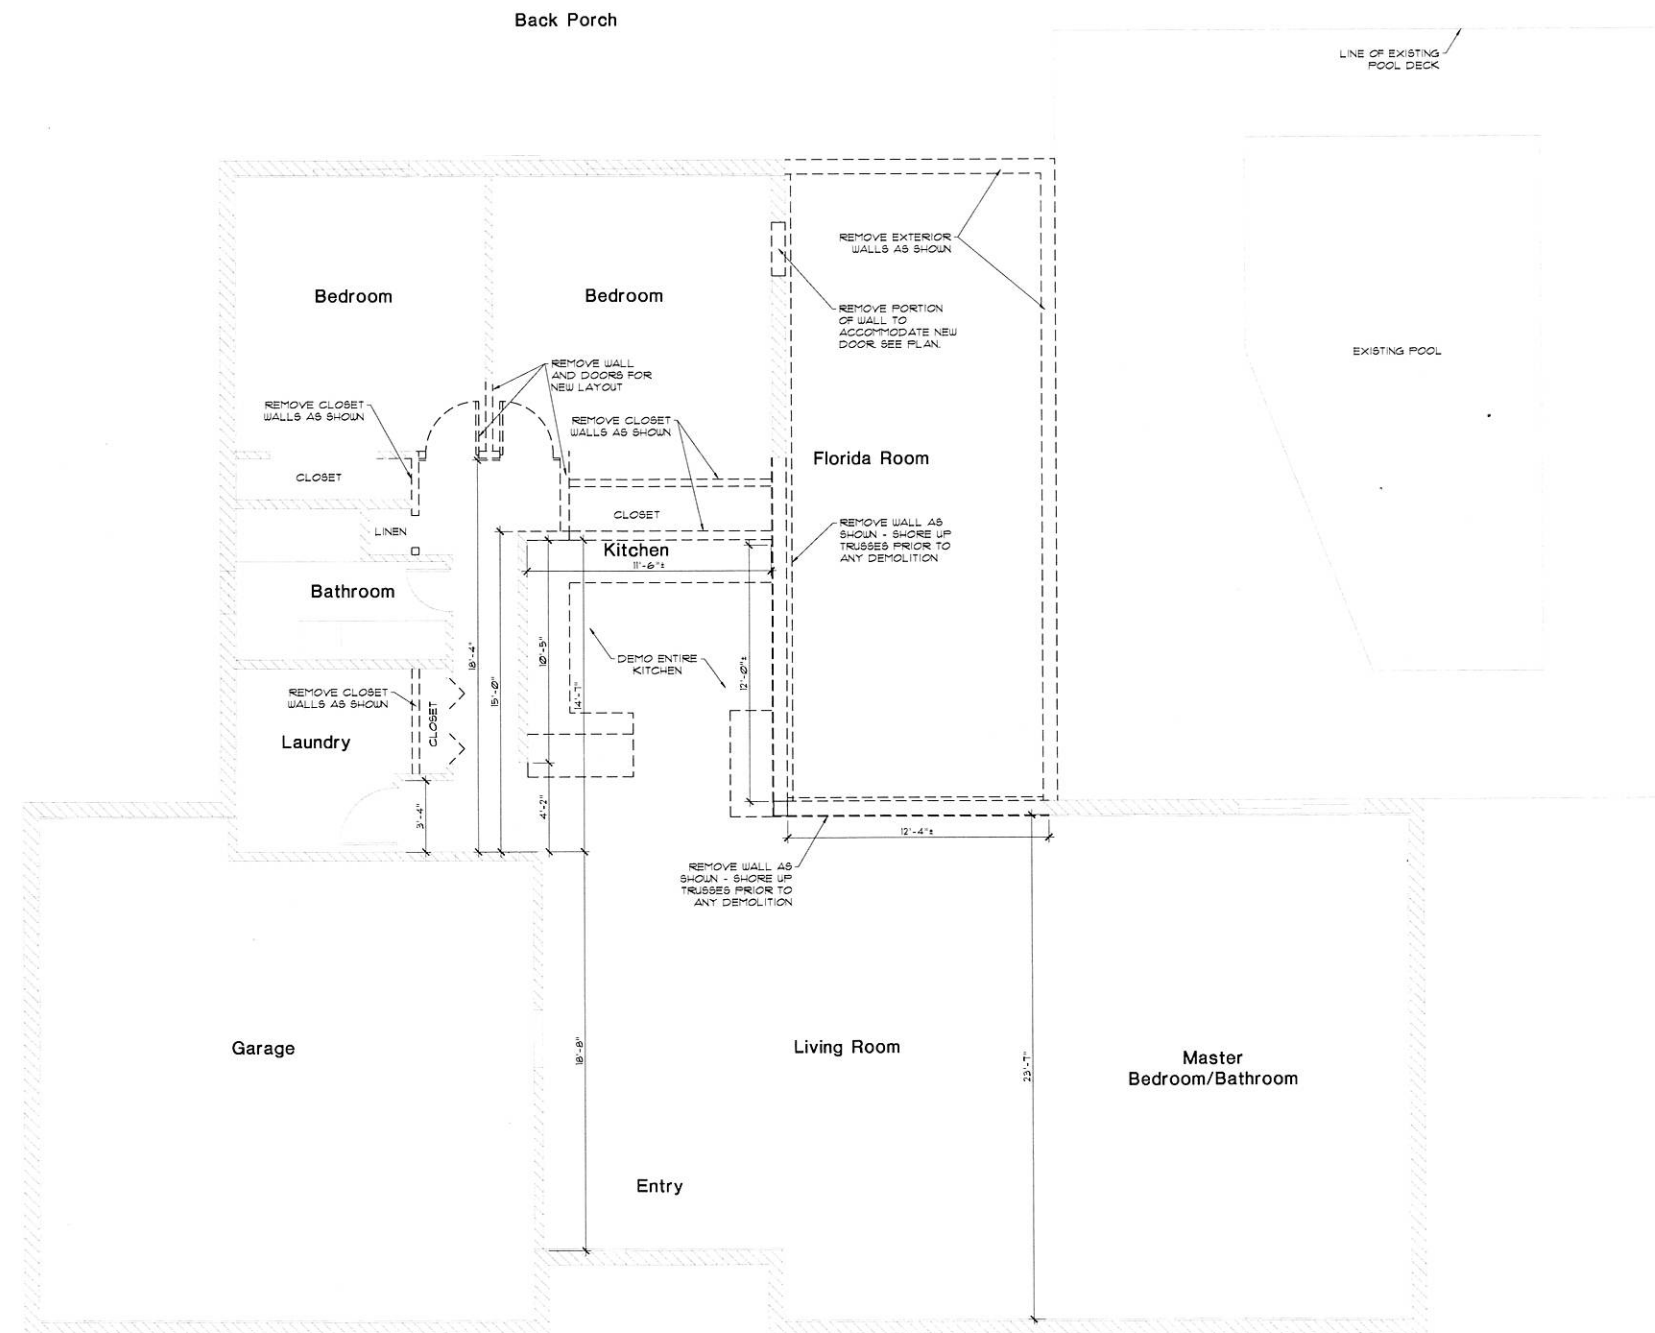 Back Porch
LINE OF EXISTING
POOL DECK
REMOVE EXTERIOR
WALLS AS SHOWN
Bedroom
Bedroom
REMOVE PORTION
OF WALL TO
ACCOMMODATE NEW
DOOR. SEE PLAN.
EXISTING POOL
REMOVE WALL
AND DOORS FOR
NEW LAYOUT
REMOVE CLOSET
WALLS AS SHOWN
REMOVE CLOSET
WALLS AS SHOWN
Florida Room
CLOSET
CLOSET
LINEN
REMOVE WALL AS
SHOWN - SHORE UP
TRUSSES PRIOR TO
ANY DEMOLITION
Kitchen
11'-6"±
Bathroom
18'-4"
15'-0"
10'-5"
14'-7"
12'-0"±
DEMO ENTIRE
KITCHEN
REMOVE CLOSET
WALLS AS SHOWN
CLOSET
Laundry
3'-4"
4'-2"
12'-4"±
REMOVE WALL AS
SHOWN - SHORE UP
TRUSSES PRIOR TO
ANY DEMOLITION
Garage
18'-8"
Living Room
23'-7"
Master
Bedroom/Bathroom
Entry